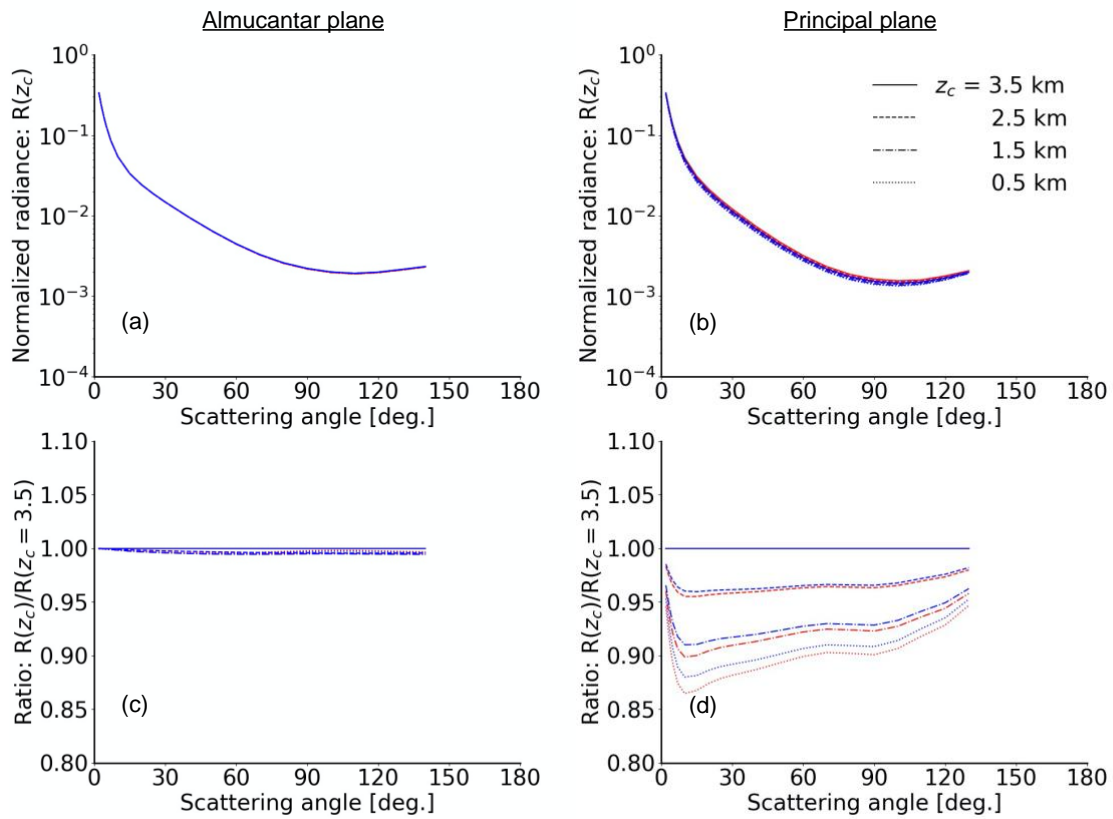 Almucantar plane
Principal plane
Normalized radiance: R(z_c)
10^0
10^-1
10^-2
10^-3
10^-4
(a)
0 30 60 90 120 150 180
Scattering angle [deg.]
Normalized radiance: R(z_c)
10^0
10^-1
10^-2
10^-3
10^-4
z_c = 3.5 km
2.5 km
1.5 km
0.5 km
(b)
0 30 60 90 120 150 180
Scattering angle [deg.]
Ratio: R(z_c)/R(z_c = 3.5)
1.10
1.05
1.00
0.95
0.90
0.85
0.80
(c)
0 30 60 90 120 150 180
Scattering angle [deg.]
Ratio: R(z_c)/R(z_c = 3.5)
1.10
1.05
1.00
0.95
0.90
0.85
0.80
(d)
0 30 60 90 120 150 180
Scattering angle [deg.]